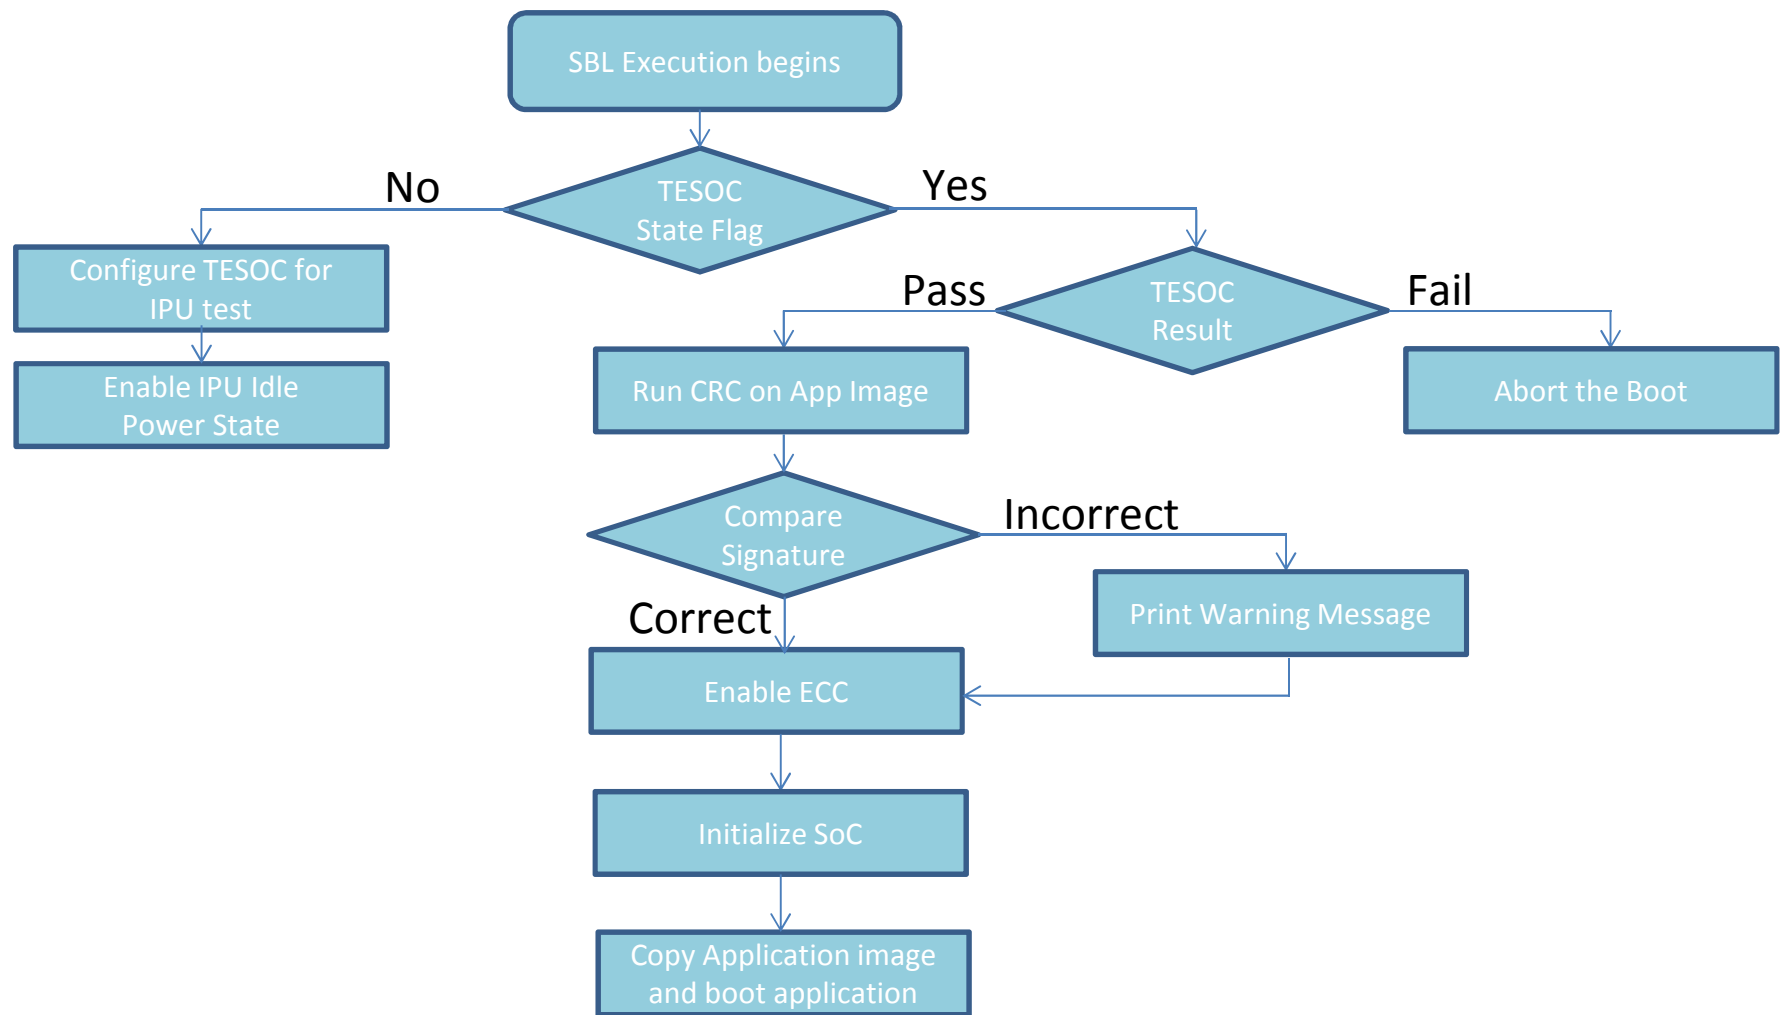 SBL Execution begins
No
TESOC
State Flag
Yes
Configure TESOC for
IPU test
Pass
TESOC
Result
Fail
Enable IPU Idle
Power State
Run CRC on App Image
Abort the Boot
Compare
Signature
Incorrect
Correct
Print Warning Message
Enable ECC
Initialize SoC
Copy Application image
and boot application